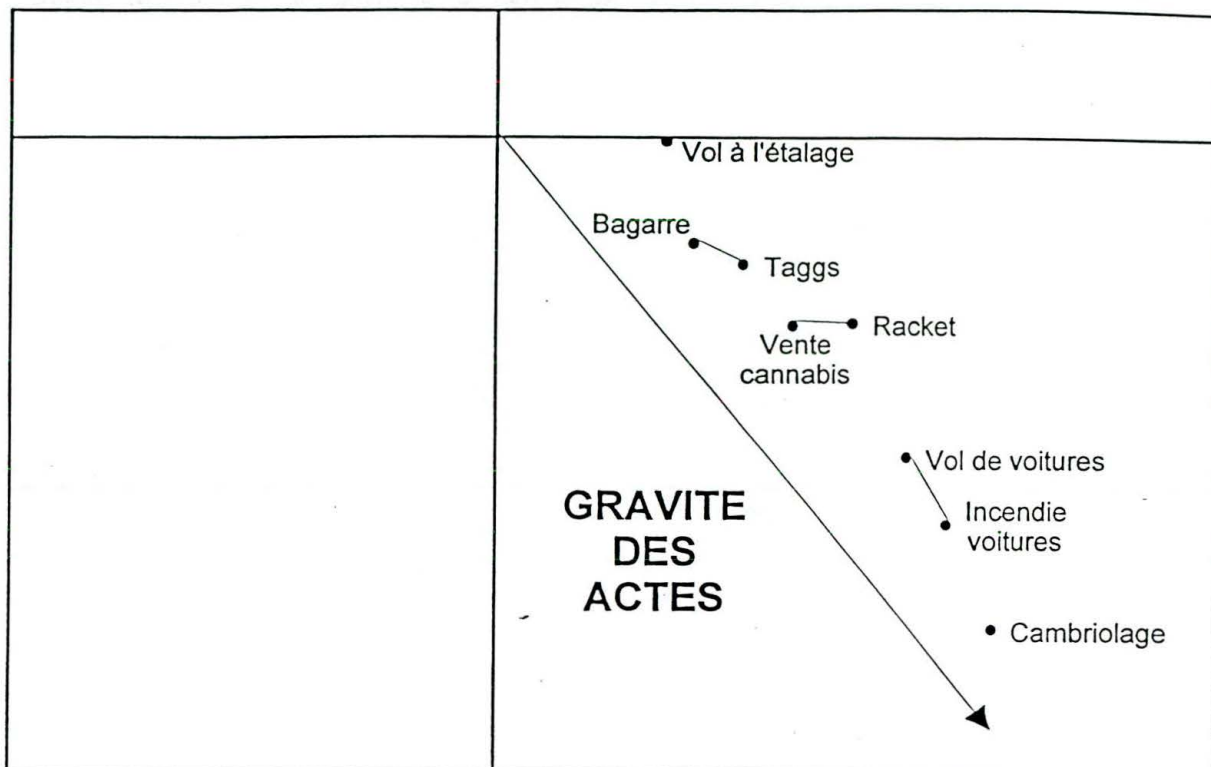 Vol à l'étalage
Bagarre
Taggs
Racket
Vente
cannabis
Vol de voitures
GRAVITE
DES
ACTES
Incendie
voitures
Cambriolage